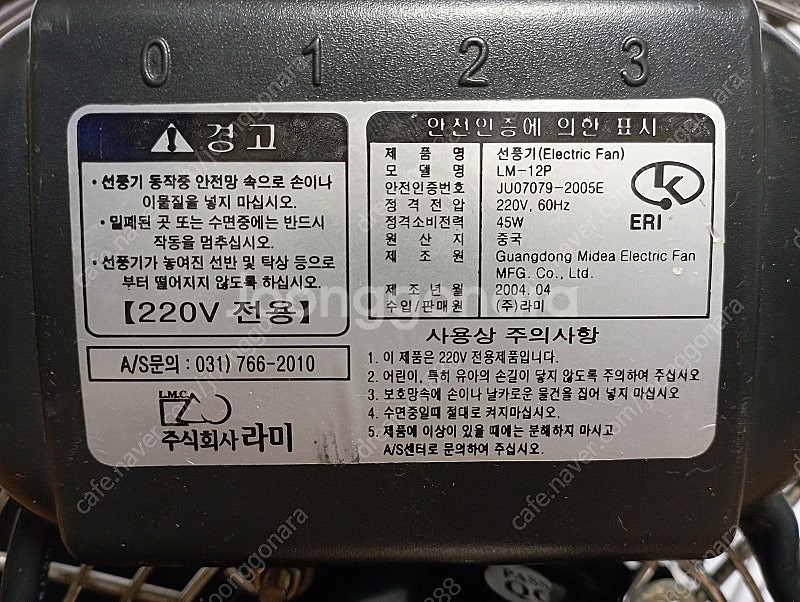 0 1 2 3
경고
• 선풍기 동작중 안전망 속으로 손이나
이물질을 넣지 마십시오.
• 밀폐된 곳 또는 수면중에는 반드시
작동을 멈추십시오.
• 선풍기가 놓여진 선반 및 탁상 등으로
부터 떨어지지 않도록 하십시오.
【220V 전용】
A/S문의 : 031) 766-2010
L.M.C
주식회사 라미
안전인증에 의한 표시
제품명 선풍기(Electric Fan)
모델명 LM-12P
안전인증번호 JU07079-2005E
정격전압 220V, 60Hz
정격소비전력 45W
원산지 중국
제조원 Guangdong Midea Electric Fan
MFG. Co., Ltd.
제조년월 2004. 04
수입/판매원 (주)라미
ERI
사용상 주의사항
1. 이 제품은 220V 전용제품입니다.
2. 어린이, 특히 유아의 손길이 닿지 않도록 주의하여 주십시오
3. 보호망속에 손이나 날카로운 물건을 집어 넣지 마십시오
4. 수면중일때 절대로 켜지마십시오.
5. 제품에 이상이 있을 때에는 분해하지 마시고
A/S센터로 문의하여 주십시오.
joonggonara
cafe.naver.com/joonggonara